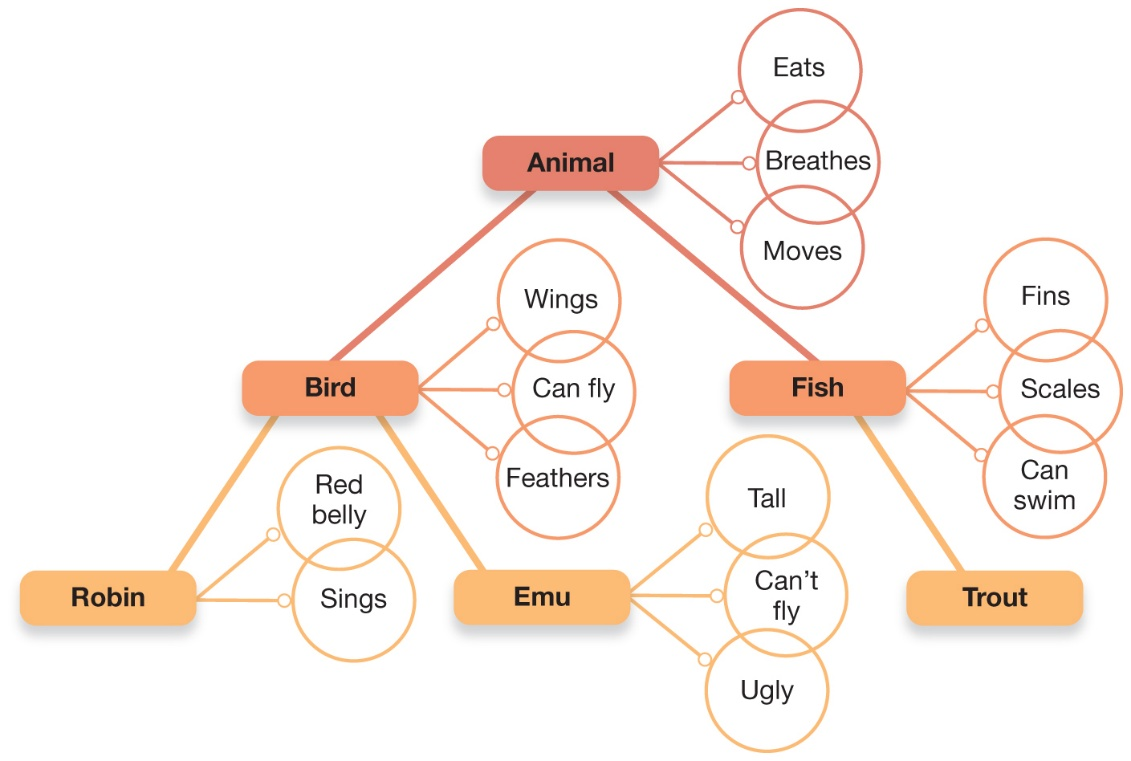 Eats
Animal
Breathes
Moves
Wings
Fins
Bird
Can fly
Fish
Scales
Feathers
Can
swim
Red
belly
Tall
Robin
Sings
Emu
Can't
fly
Trout
Ugly